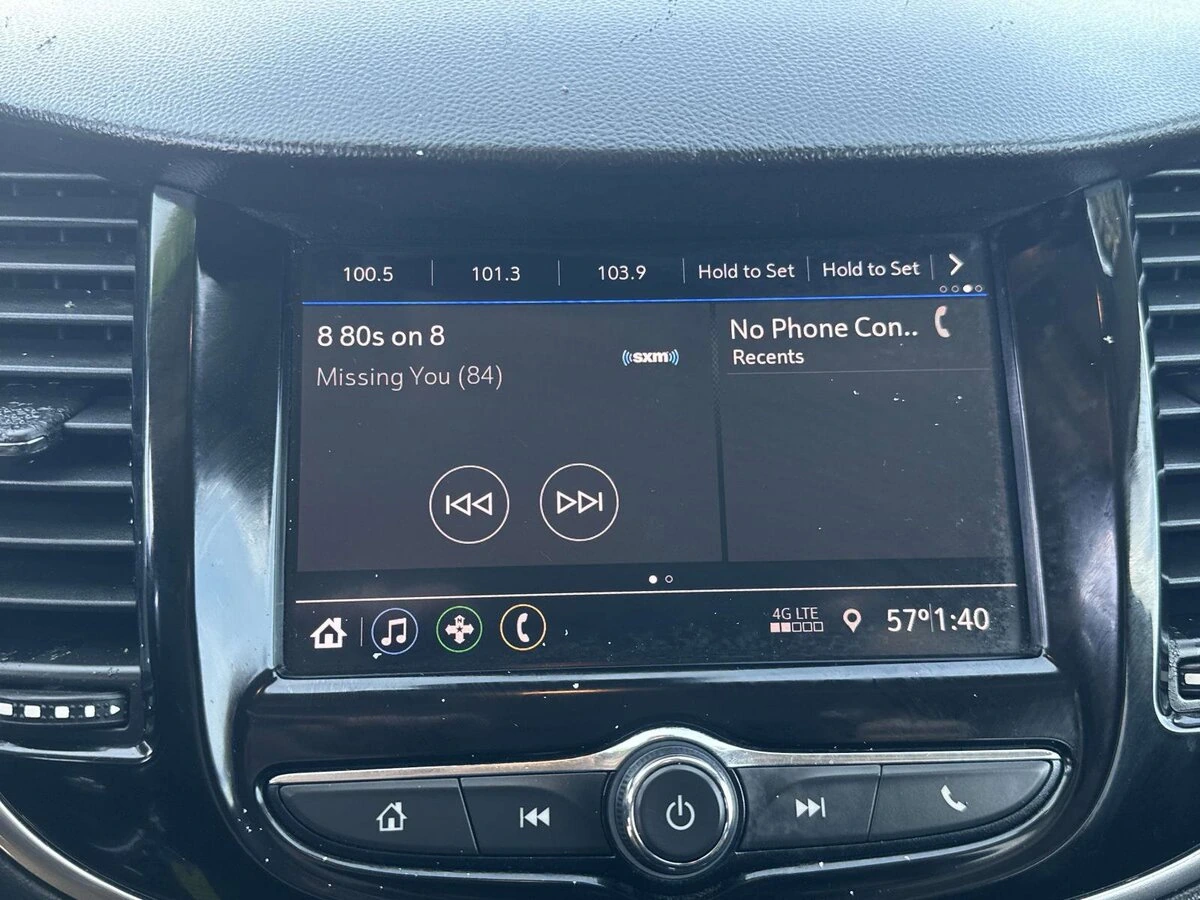 100.5 101.3 103.9 Hold to Set Hold to Set
8 80s on 8
sxm
Missing You (84)
No Phone Con..
Recents
4G LTE
57° 1:40